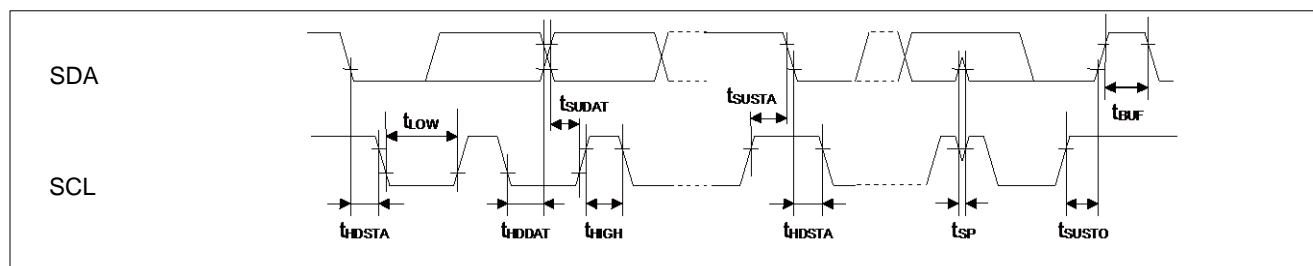 SDA
tSUDAT
tSUSTA
tBUF
tLOW
SCL
tHDSTA
tHDDAT
tHIGH
tHDSTA
tSP
tSUSTO